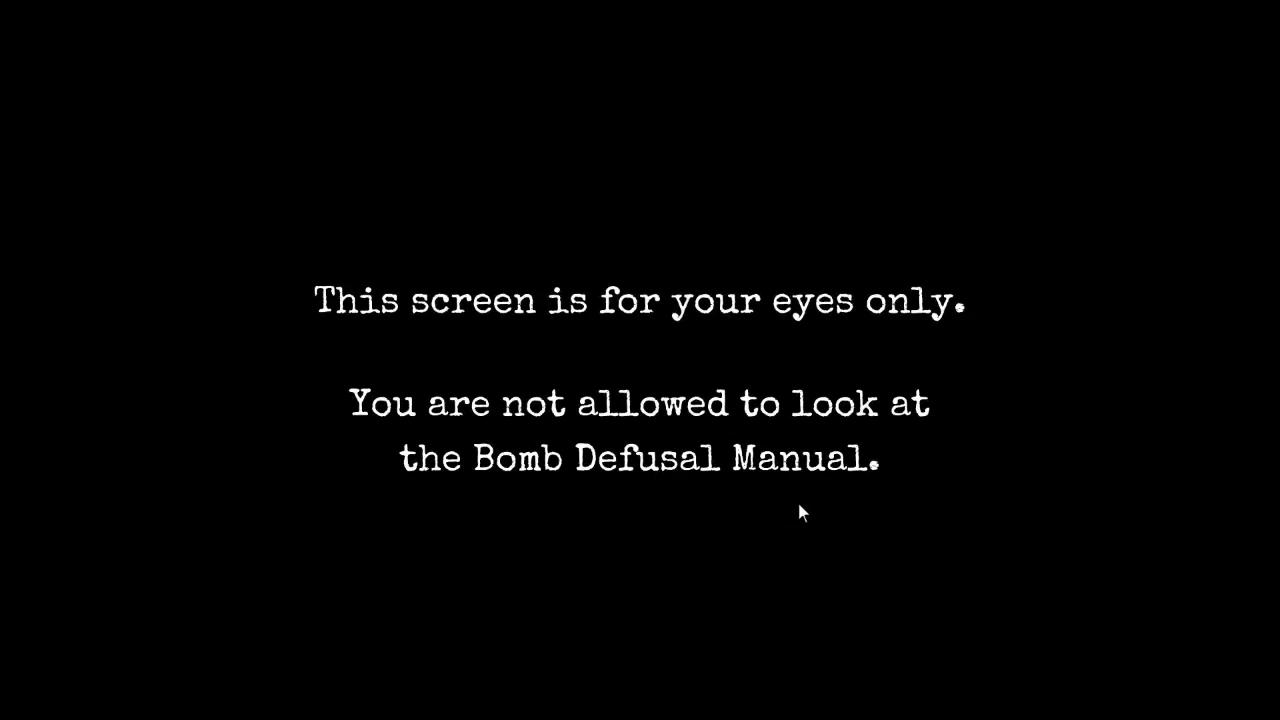 This screen is for your eyes only.
You are not allowed to look at
the Bomb Defusal Manual.